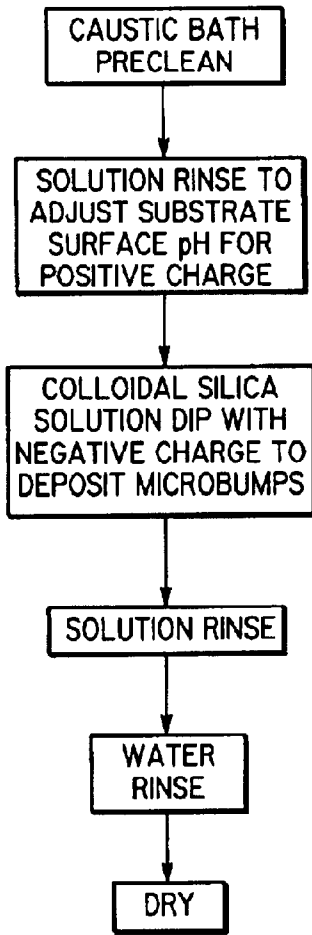 CAUSTIC BATH
PRECLEAN
SOLUTION RINSE TO
ADJUST SUBSTRATE
SURFACE pH FOR
POSITIVE CHARGE
COLLOIDAL SILICA
SOLUTION DIP WITH
NEGATIVE CHARGE TO
DEPOSIT MICROBUMPS
SOLUTION RINSE
WATER
RINSE
DRY